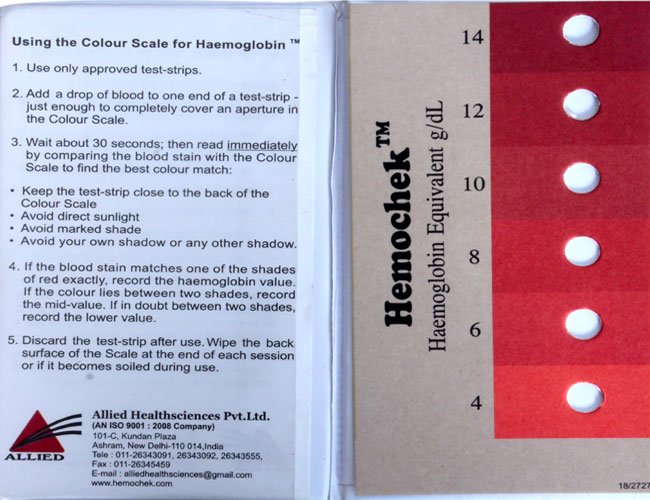 Using the Colour Scale for Haemoglobin ™
1. Use only approved test-strips.
2. Add a drop of blood to one end of a test-strip -
just enough to completely cover an aperture in
the Colour Scale.
3. Wait about 30 seconds; then read immediately
by comparing the blood stain with the Colour
Scale to find the best colour match:
• Keep the test-strip close to the back of the
Colour Scale
• Avoid direct sunlight
• Avoid marked shade
• Avoid your own shadow or any other shadow.
4. If the blood stain matches one of the shades
of red exactly, record the haemoglobin value.
If the colour lies between two shades, record
the mid-value. If in doubt between two shades,
record the lower value.
5. Discard the test-strip after use. Wipe the back
surface of the Scale at the end of each session
or if it becomes soiled during use.
ALLIED
Allied Healthsciences Pvt.Ltd.
(AN ISO 9001 : 2008 Company)
101-C, Kundan Plaza
Ashram, New Delhi-110 014,India
Tele : 011-26343091, 26343092, 26343555,
Fax : 011-26345459
E-mail : alliedhealthsciences@gmail.com
www.hemochek.com
Hemochek™
Haemoglobin Equivalent g/dL
14
12
10
8
6
4
18/2727